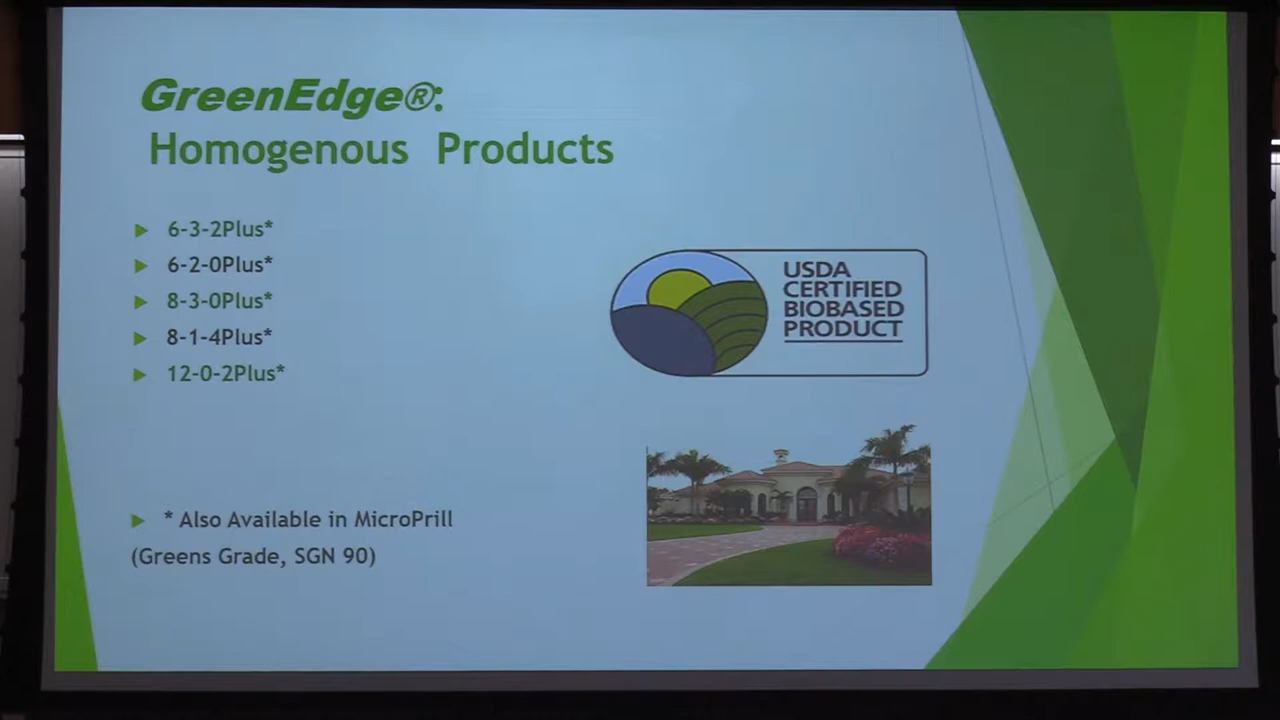 GreenEdge®:
Homogenous Products
6-3-2Plus*
6-2-0Plus*
8-3-0Plus*
8-1-4Plus*
12-0-2Plus*
USDA
CERTIFIED
BIOBASED
PRODUCT
* Also Available in MicroPrill
(Greens Grade, SGN 90)